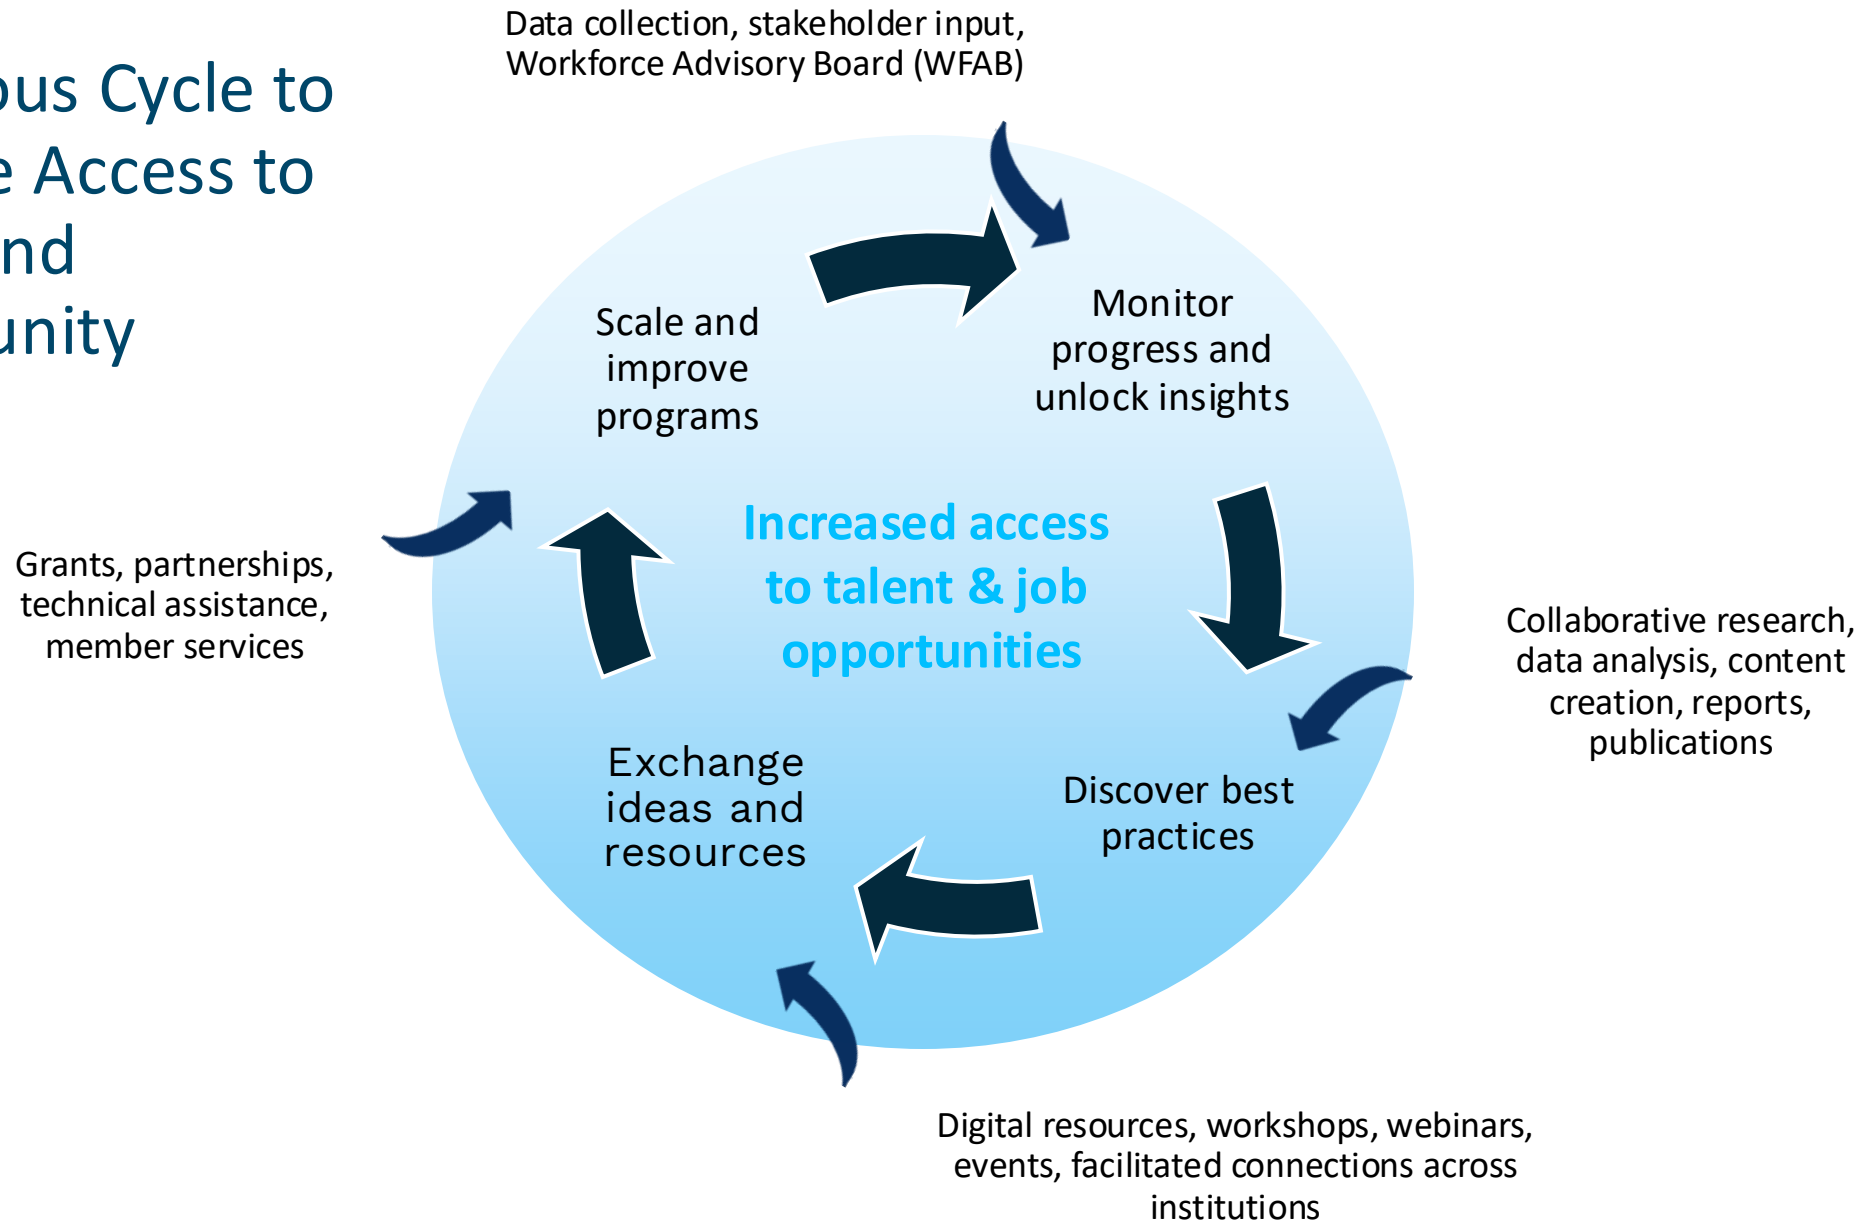 ous Cycle to
e Access to
nd
unity
Data collection, stakeholder input,
Workforce Advisory Board (WFAB)
Scale and
improve
programs
Monitor
progress and
unlock insights
Increased access
to talent & job
opportunities
Grants, partnerships,
technical assistance,
member services
Collaborative research,
data analysis, content
creation, reports,
publications
Exchange
ideas and
resources
Discover best
practices
Digital resources, workshops, webinars,
events, facilitated connections across
institutions